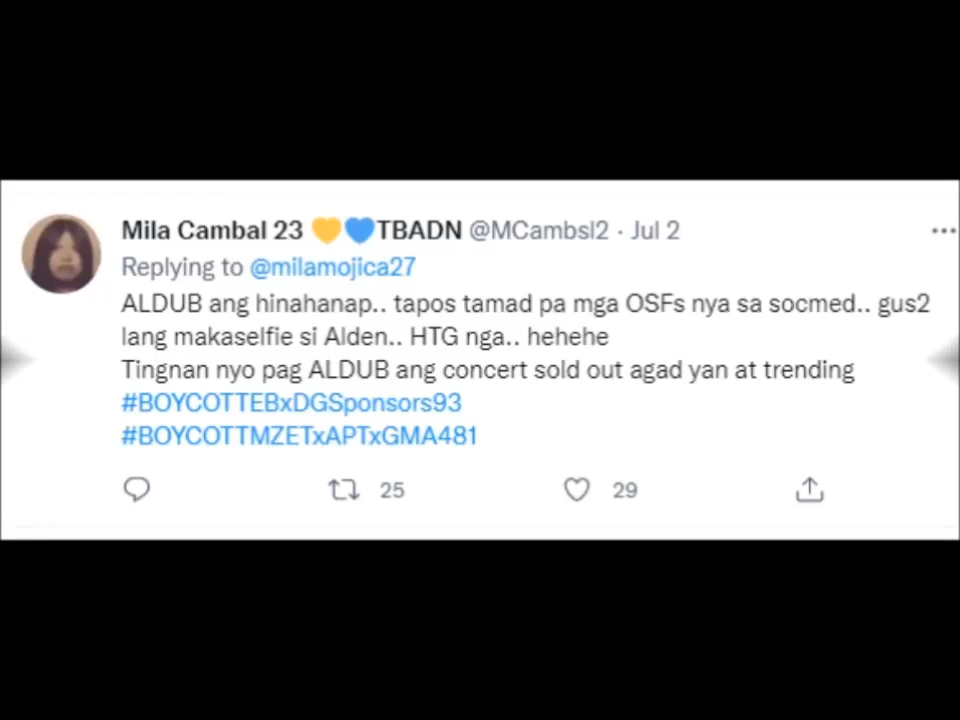 Mila Cambal 23 💛💙TBADN @MCambsl2 · Jul 2
Replying to @milamojica27
ALDUB ang hinahanap.. tapos tamad pa mga OSFs nya sa socmed.. gus2
lang makaselfie si Alden.. HTG nga.. hehehe
Tingnan nyo pag ALDUB ang concert sold out agad yan at trending
#BOYCOTTEBxDGSponsors93
#BOYCOTTMZETxAPTxGMA481
25 29